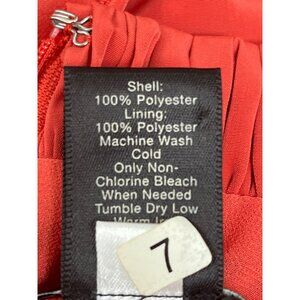 Shell:
100% Polyester
Lining:
100% Polyester
Machine Wash
Cold
Only Non-
Chlorine Bleach
When Needed
Tumble Dry Low
Warm
7